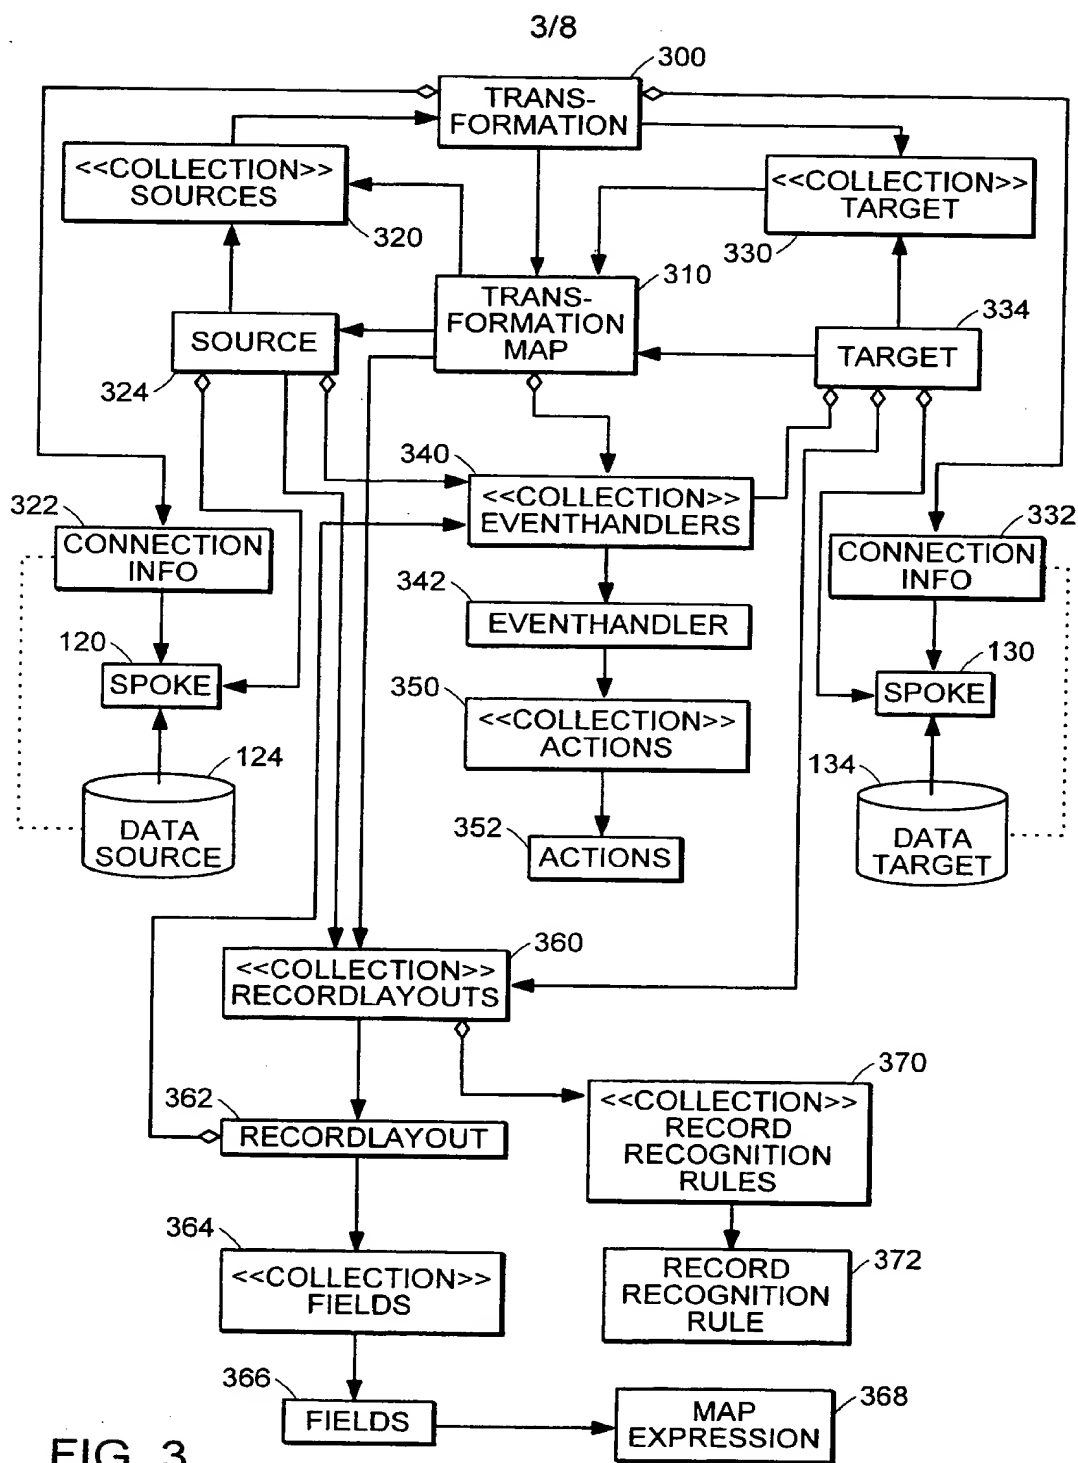 3/8
300
TRANS-
FORMATION
<<COLLECTION>>
SOURCES
320
<<COLLECTION>>
TARGET
330
310
TRANS-
FORMATION
MAP
SOURCE
324
334
TARGET
340
<<COLLECTION>>
EVENTHANDLERS
322
CONNECTION
INFO
332
CONNECTION
INFO
342
EVENTHANDLER
120
SPOKE
130
SPOKE
350
<<COLLECTION>>
ACTIONS
124
DATA
SOURCE
134
DATA
TARGET
352
ACTIONS
360
<<COLLECTION>>
RECORDLAYOUTS
370
<<COLLECTION>>
RECORD
RECOGNITION
RULES
362
RECORDLAYOUT
364
<<COLLECTION>>
FIELDS
372
RECORD
RECOGNITION
RULE
366
FIELDS
368
MAP
EXPRESSION
FIG. 3